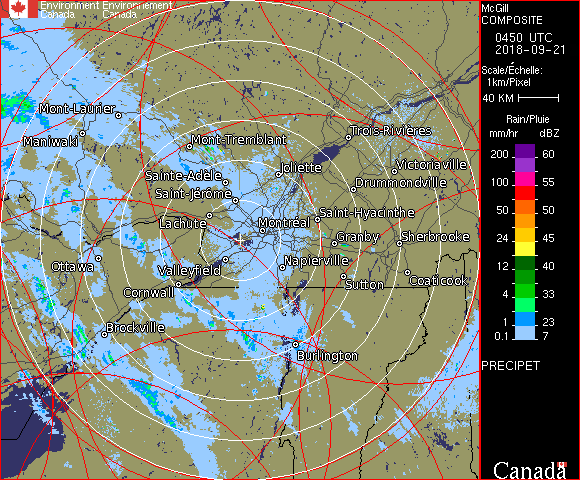 Environment Environnement
Canada Canada
McGill
COMPOSITE
0450 UTC
2018-09-21
Scale/Échelle:
1km/Pixel
40 KM
Rain/Pluie
mm/hr dBZ
200 60
100 55
50 50
24 45
12 40
4 33
1 23
0.1 7
PRECIPET
Canada
Mont-Laurier
Maniwaki
Mont-Tremblant
Trois-Rivières
Sainte-Adèle
Joliette
Victoriaville
Saint-Jérôme
Drummondville
Lachute
Montréal
Saint-Hyacinthe
Granby
Sherbrooke
Ottawa
Valleyfield
Napierville
Cornwall
Sutton
Coaticook
Brockville
Burlington